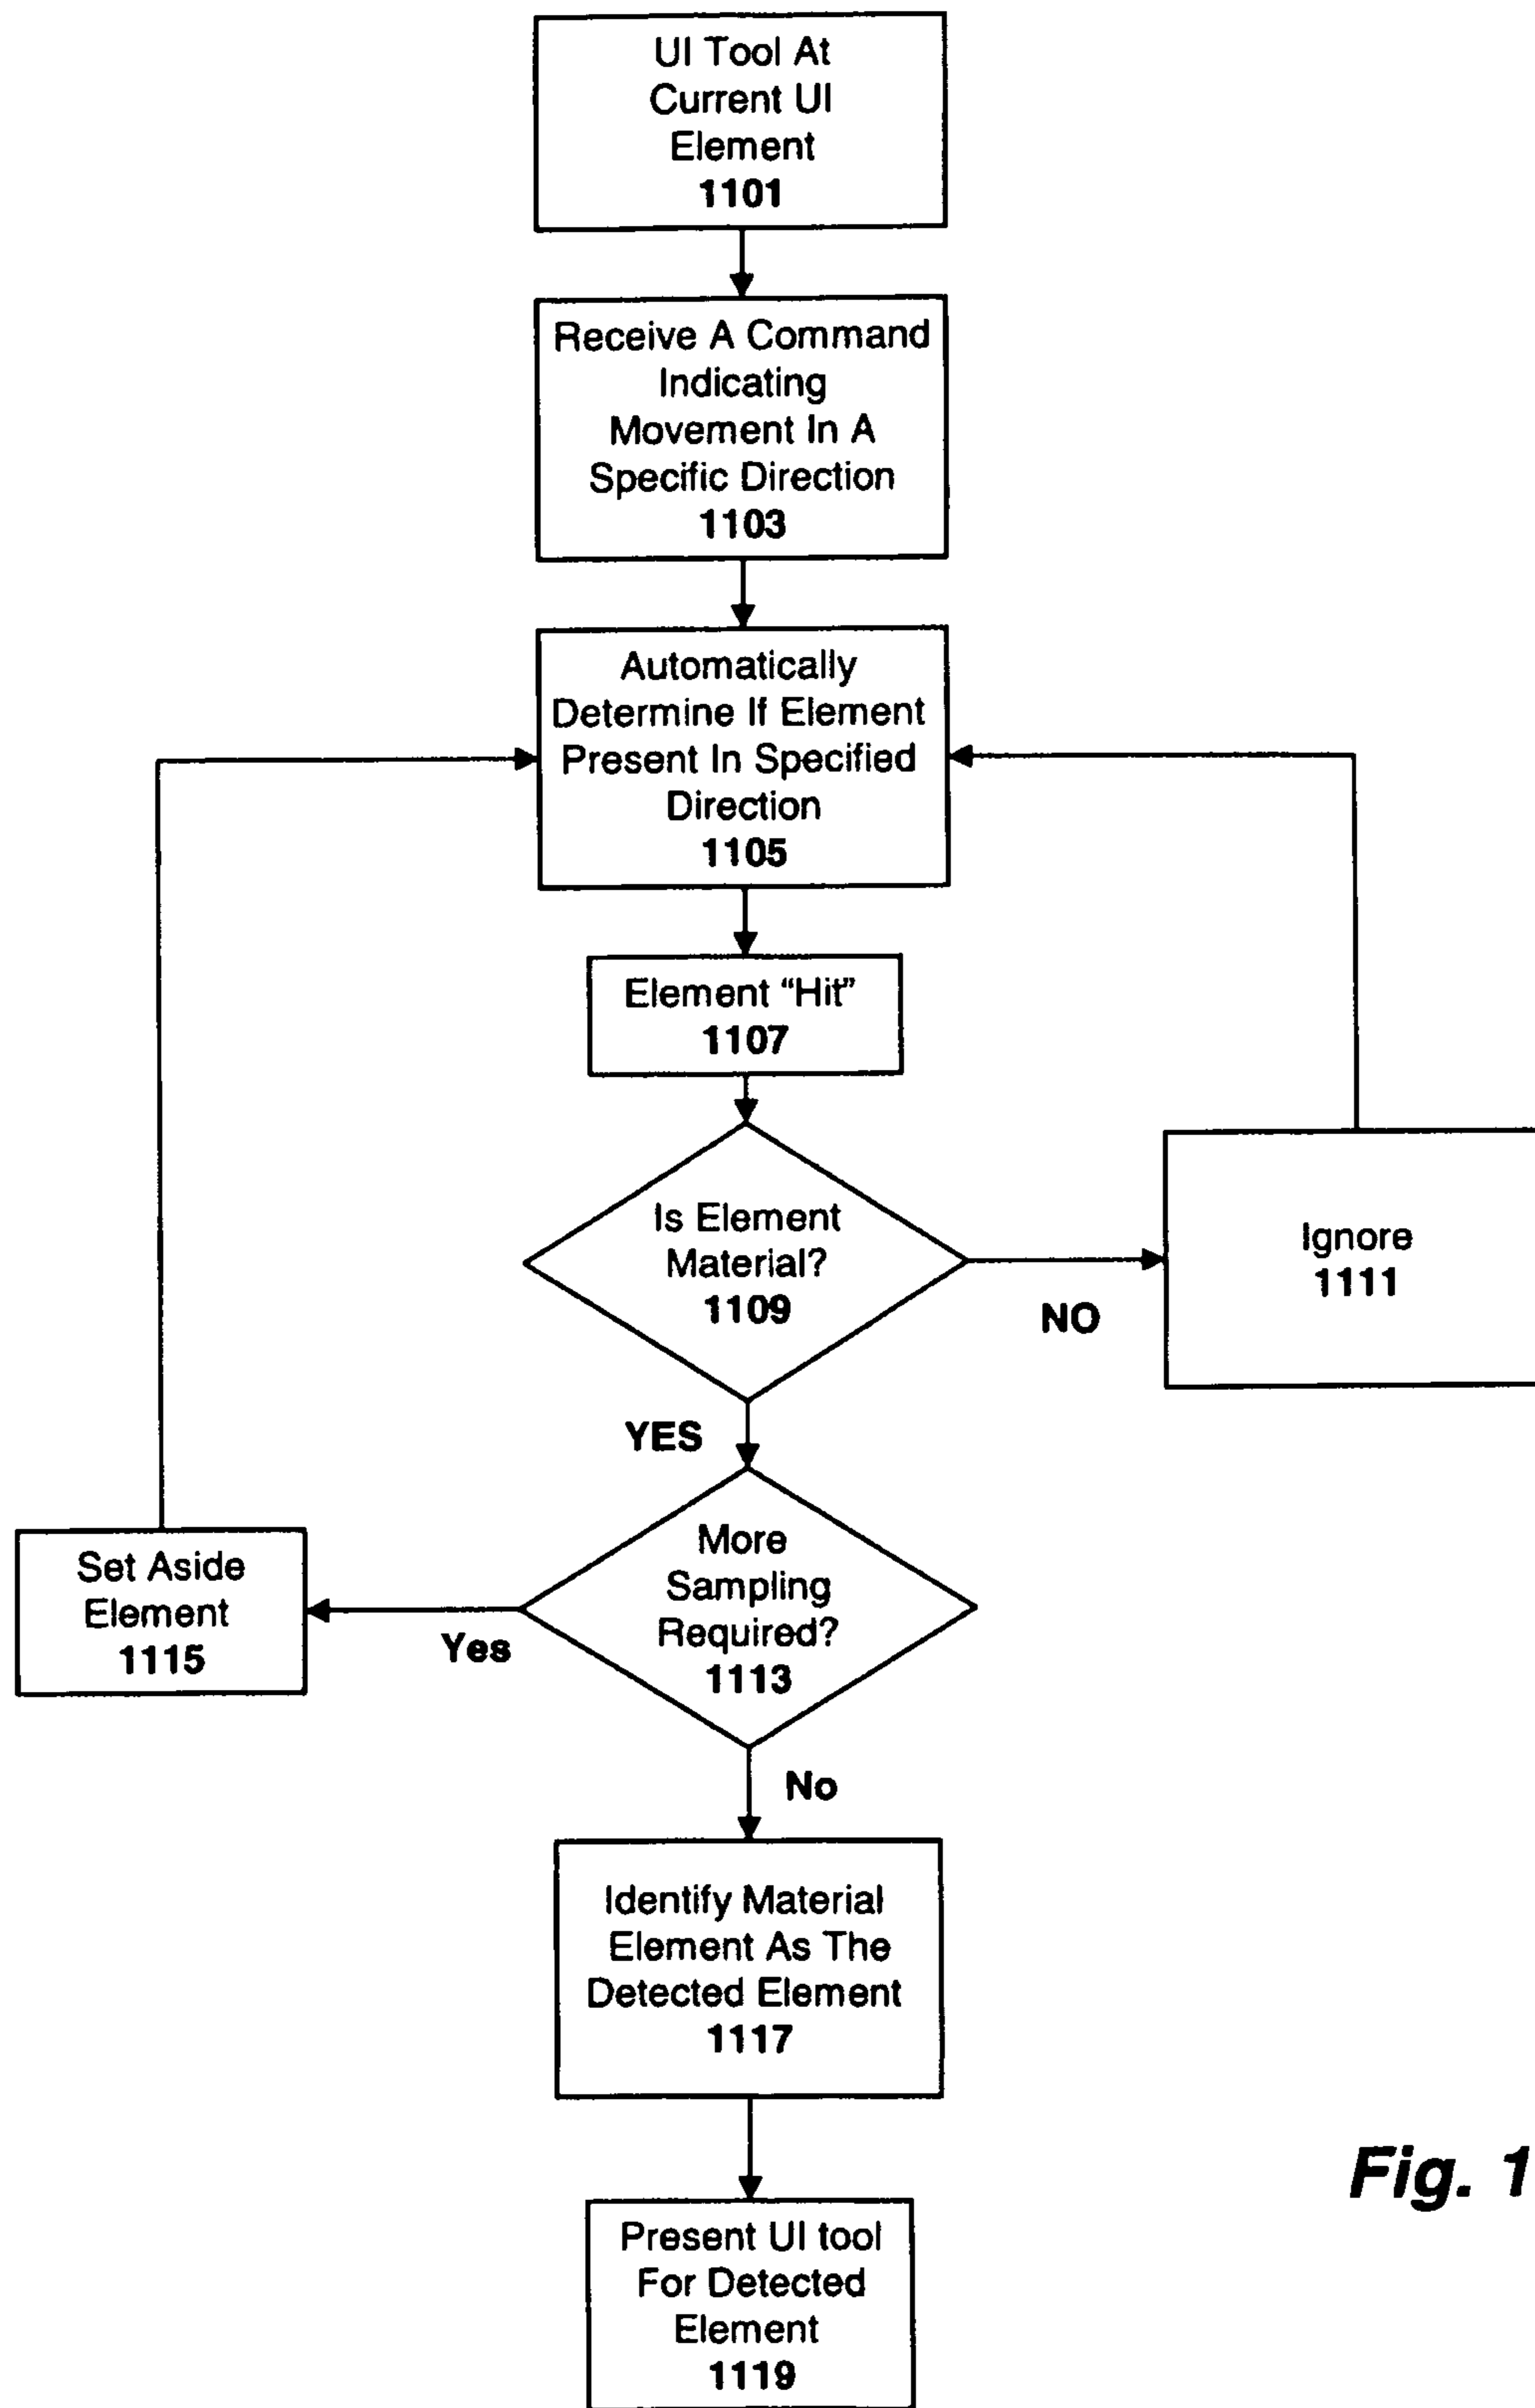 UI Tool At
Current UI
Element
1101
Receive A Command
Indicating
Movement In A
Specific Direction
1103
Automatically
Determine If Element
Present In Specified
Direction
1105
Element “Hit”
1107
Is Element
Material?
1109
NO
Ignore
1111
YES
More
Sampling
Required?
1113
Yes
Set Aside
Element
1115
No
Identify Material
Element As The
Detected Element
1117
Present UI tool
For Detected
Element
1119
Fig. 1